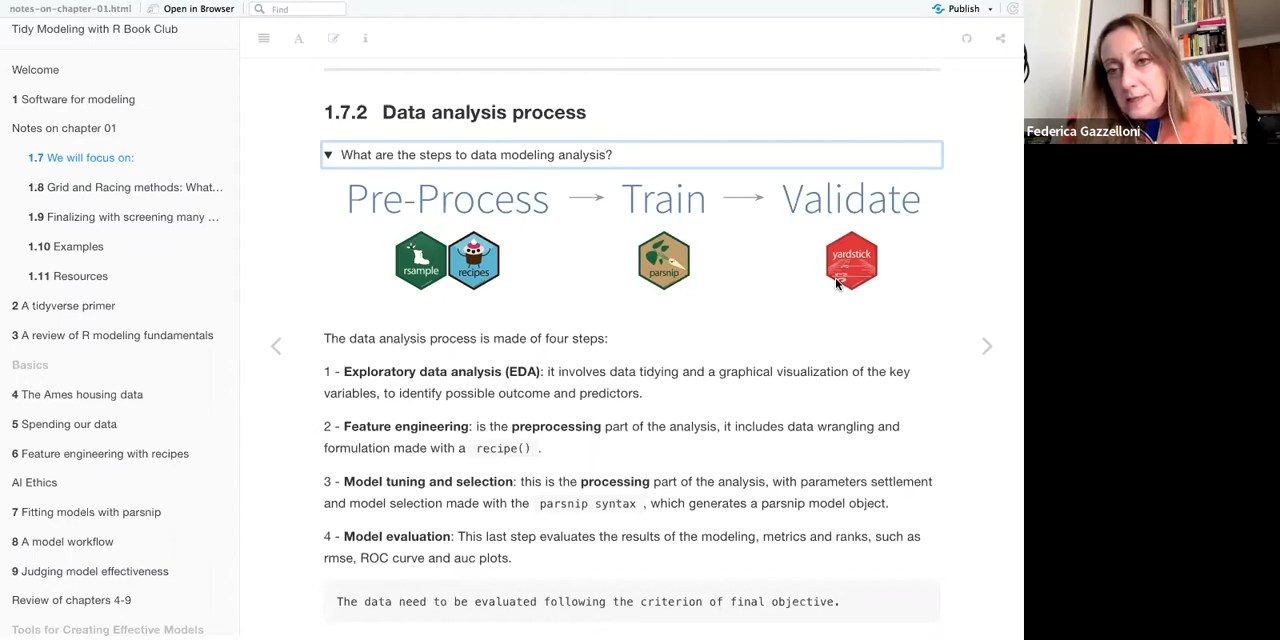 notes-on-chapter-01.html
Open in Browser
Find
Publish
Tidy Modeling with R Book Club
Welcome
1 Software for modeling
Notes on chapter 01
1.7 We will focus on:
1.8 Grid and Racing methods: What...
1.9 Finalizing with screening many ...
1.10 Examples
1.11 Resources
2 A tidyverse primer
3 A review of R modeling fundamentals
Basics
4 The Ames housing data
5 Spending our data
6 Feature engineering with recipes
AI Ethics
7 Fitting models with parsnip
8 A model workflow
9 Judging model effectiveness
Review of chapters 4-9
Tools for Creating Effective Models
A
i
1.7.2 Data analysis process
▼ What are the steps to data modeling analysis?
Pre-Process → Train → Validate
rsample recipes parsnip yardstick
The data analysis process is made of four steps:
1 - Exploratory data analysis (EDA): it involves data tidying and a graphical visualization of the key
variables, to identify possible outcome and predictors.
2 - Feature engineering: is the preprocessing part of the analysis, it includes data wrangling and
formulation made with a recipe() .
3 - Model tuning and selection: this is the processing part of the analysis, with parameters settlement
and model selection made with the parsnip syntax , which generates a parsnip model object.
4 - Model evaluation: This last step evaluates the results of the modeling, metrics and ranks, such as
rmse, ROC curve and auc plots.
The data need to be evaluated following the criterion of final objective.
Federica Gazzelloni